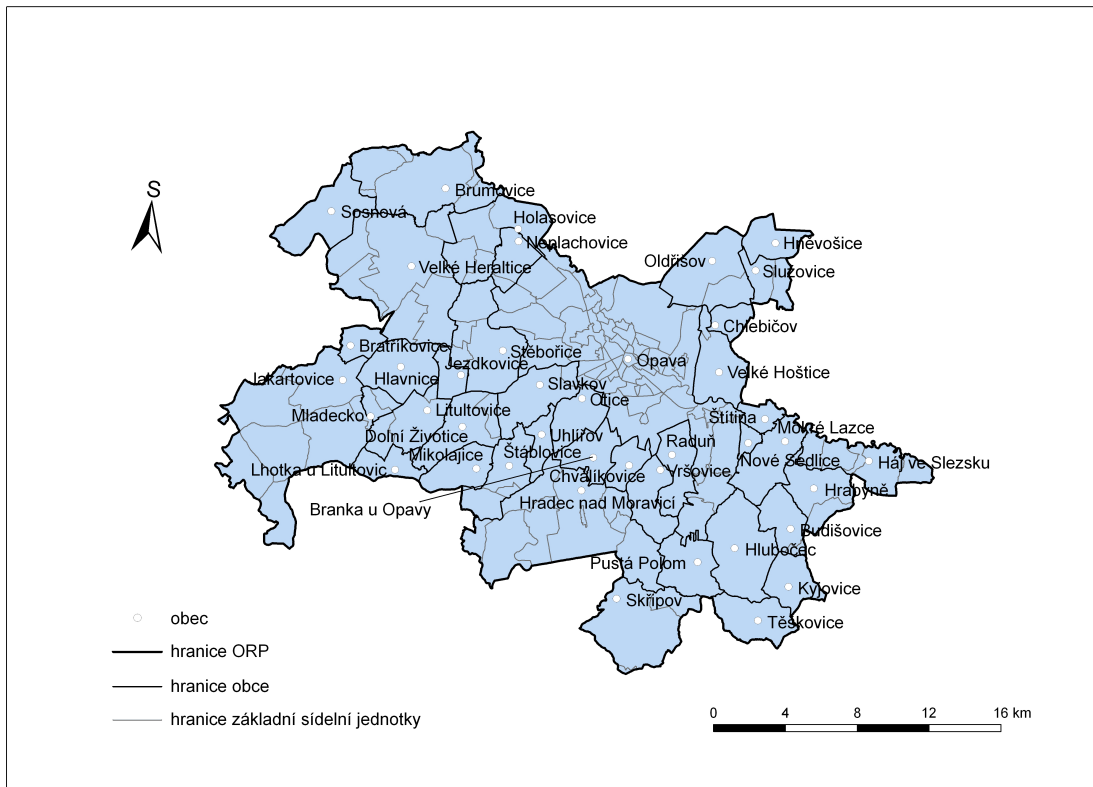 S
Brumovice
Sosnová
Holasovice
Neplachovice
Hněvošice
Oldřišov
Služovice
Velké Heraltice
Chlebičov
Bratříkovice
Stěbořice
Opava
Jezdkovice
Hlavnice
Velké Hoštice
Jakartovice
Slavkov
Otice
Mladecko
Litultovice
Štítina
Mokré Lazce
Dolní Životice
Uhlířov
Raduň
Mikolajice
Štáblovice
Nové Sedlice
Háj ve Slezsku
Lhotka u Litultovic
Vršovice
Chvalíkovice
Hrabyně
Hradec nad Moravicí
Branka u Opavy
Budišovice
Hlubočec
Pustá Polom
Kyjovice
Skřipov
Těškovice
obec
hranice ORP
hranice obce
hranice základní sídelní jednotky
0 4 8 12 16 km